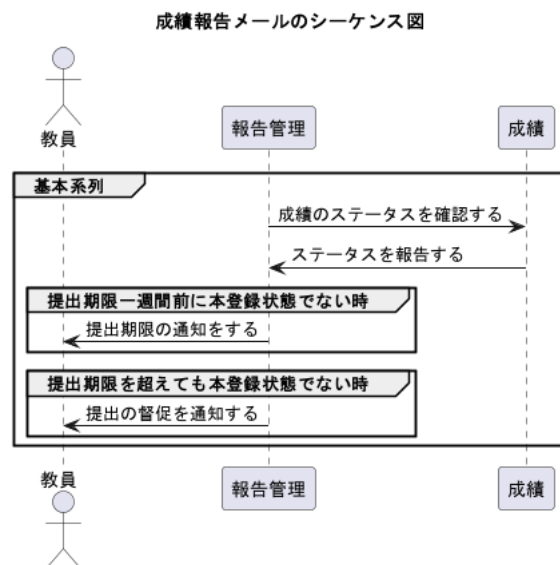 成績報告メールのシーケンス図
教員
報告管理
成績
基本系列
成績のステータスを確認する
ステータスを報告する
提出期限一週間前に本登録状態でない時
提出期限の通知をする
提出期限を超えても本登録状態でない時
提出の督促を通知する
教員
報告管理
成績